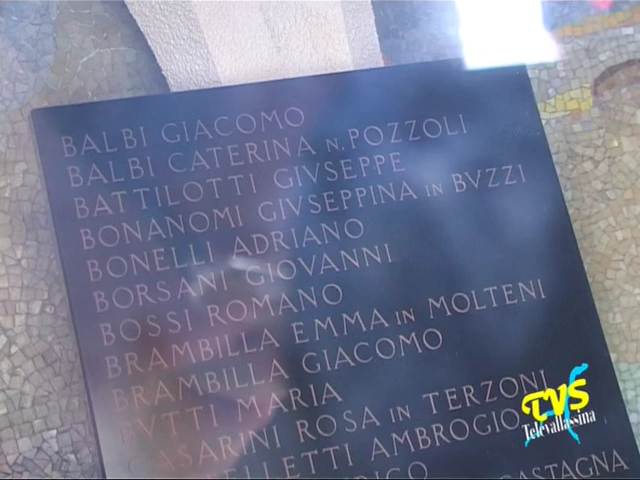 BALBI GIACOMO
BALBI CATERINA N. POZZOLI
BATTILOTTI GIVSEPPE
BONANOMI GIVSEPPINA IN BVZZI
BONELLI ADRIANO
BORSANI GIOVANNI
BOSSI ROMANO
BRAMBILLA EMMA IN MOLTENI
BRAMBILLA GIACOMO
MARIA
ROSA IN TERZONI
AMBROGIO
CASTAGNA
TVS
Televallassina